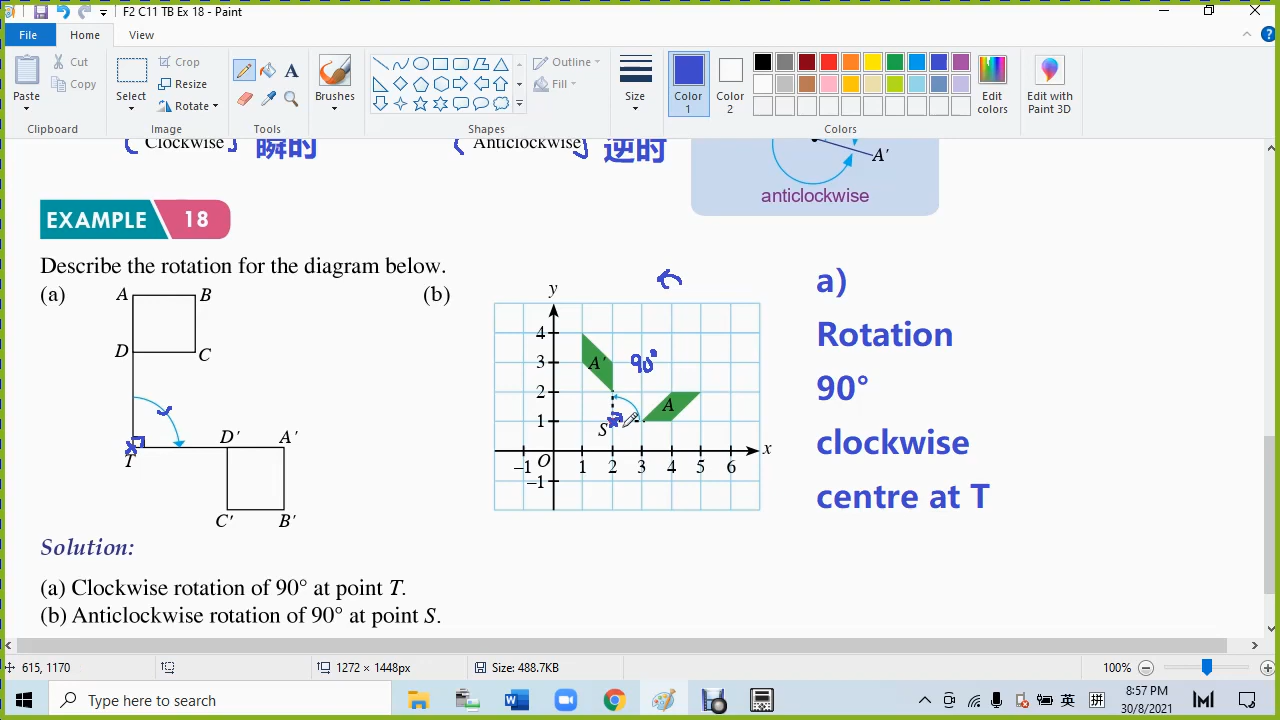 F2 C11 TB Ex 18 - Paint
File Home View
Paste Cut Copy Clipboard
Select Crop Resize Rotate Image
Tools
Brushes
Outline Fill Shapes
Size
Color 1 Color 2 Edit colors Colors
Edit with Paint 3D
Clockwise 瞬的 Anticlockwise 逆时
A'
anticlockwise
EXAMPLE 18
Describe the rotation for the diagram below.
(a) A B
D C
T D' A'
C' B'
(b) y
4
3 A' 90°
2 A
1 S
−1 O 1 2 3 4 5 6 x
−1
a)
Rotation
90°
clockwise
centre at T
Solution:
(a) Clockwise rotation of 90° at point T.
(b) Anticlockwise rotation of 90° at point S.
615, 1170 1272 × 1448px Size: 488.7KB 100%
Type here to search
英 拼 8:57 PM
30/8/2021